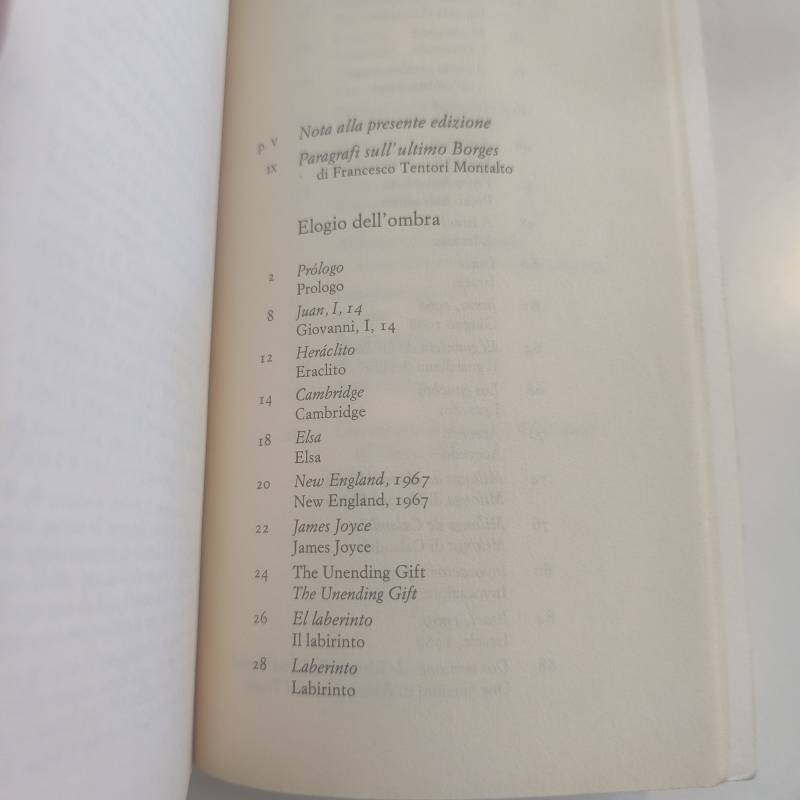 p. V Nota alla presente edizione
IX Paragrafi sull'ultimo Borges
di Francesco Tentori Montalto
Elogio dell'ombra
2 Prólogo
Prologo
8 Juan, I, 14
Giovanni, I, 14
12 Heráclito
Eraclito
14 Cambridge
Cambridge
18 Elsa
Elsa
20 New England, 1967
New England, 1967
22 James Joyce
James Joyce
24 The Unending Gift
The Unending Gift
26 El laberinto
Il labirinto
28 Laberinto
Labirinto